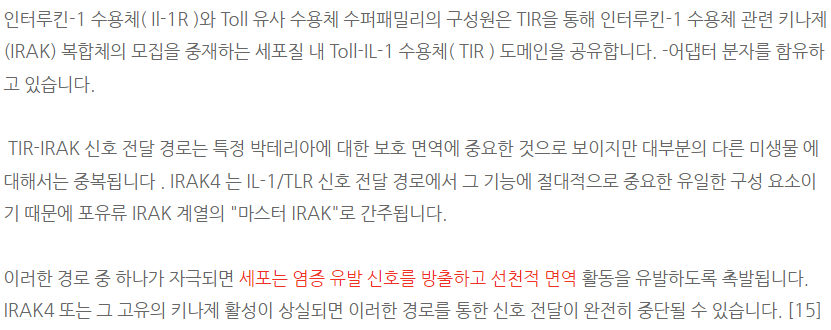 인터루킨-1 수용체( Il-1R )와 Toll 유사 수용체 수퍼패밀리의 구성원은 TIR을 통해 인터루킨-1 수용체 관련 키나제
(IRAK) 복합체의 모집을 중재하는 세포질 내 Toll-IL-1 수용체( TIR ) 도메인을 공유합니다. -어댑터 분자를 함유하
고 있습니다.
TIR-IRAK 신호 전달 경로는 특정 박테리아에 대한 보호 면역에 중요한 것으로 보이지만 대부분의 다른 미생물 에
대해서는 중복됩니다 . IRAK4 는 IL-1/TLR 신호 전달 경로에서 그 기능에 절대적으로 중요한 유일한 구성 요소이
기 때문에 포유류 IRAK 계열의 "마스터 IRAK"로 간주됩니다.
이러한 경로 중 하나가 자극되면 세포는 염증 유발 신호를 방출하고 선천적 면역 활동을 유발하도록 촉발됩니다.
IRAK4 또는 그 고유의 키나제 활성이 상실되면 이러한 경로를 통한 신호 전달이 완전히 중단될 수 있습니다. [15]